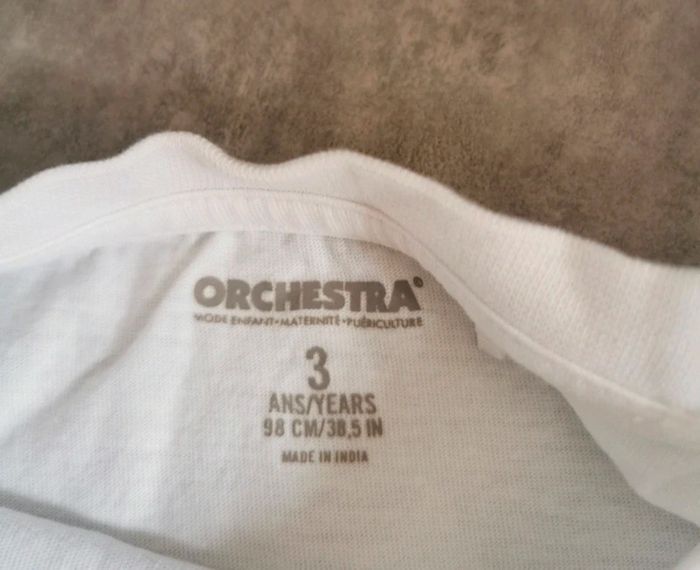 ORCHESTRA®
MODE ENFANT•MATERNITÉ•PUÉRICULTURE
3
ANS/YEARS
98 CM/38,5 IN
MADE IN INDIA